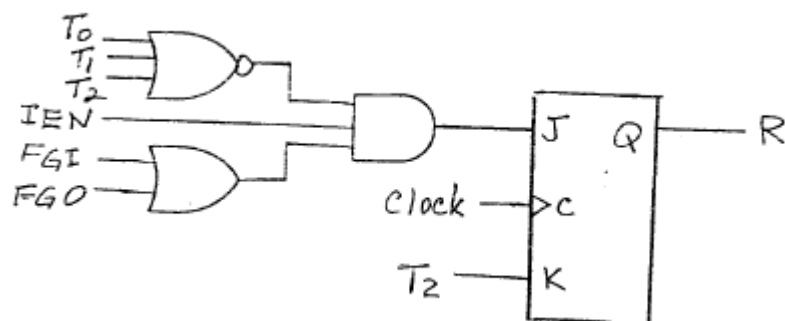 T0
T1
T2
IEN
FGI
FGO
J Q R
Clock C
T2 K